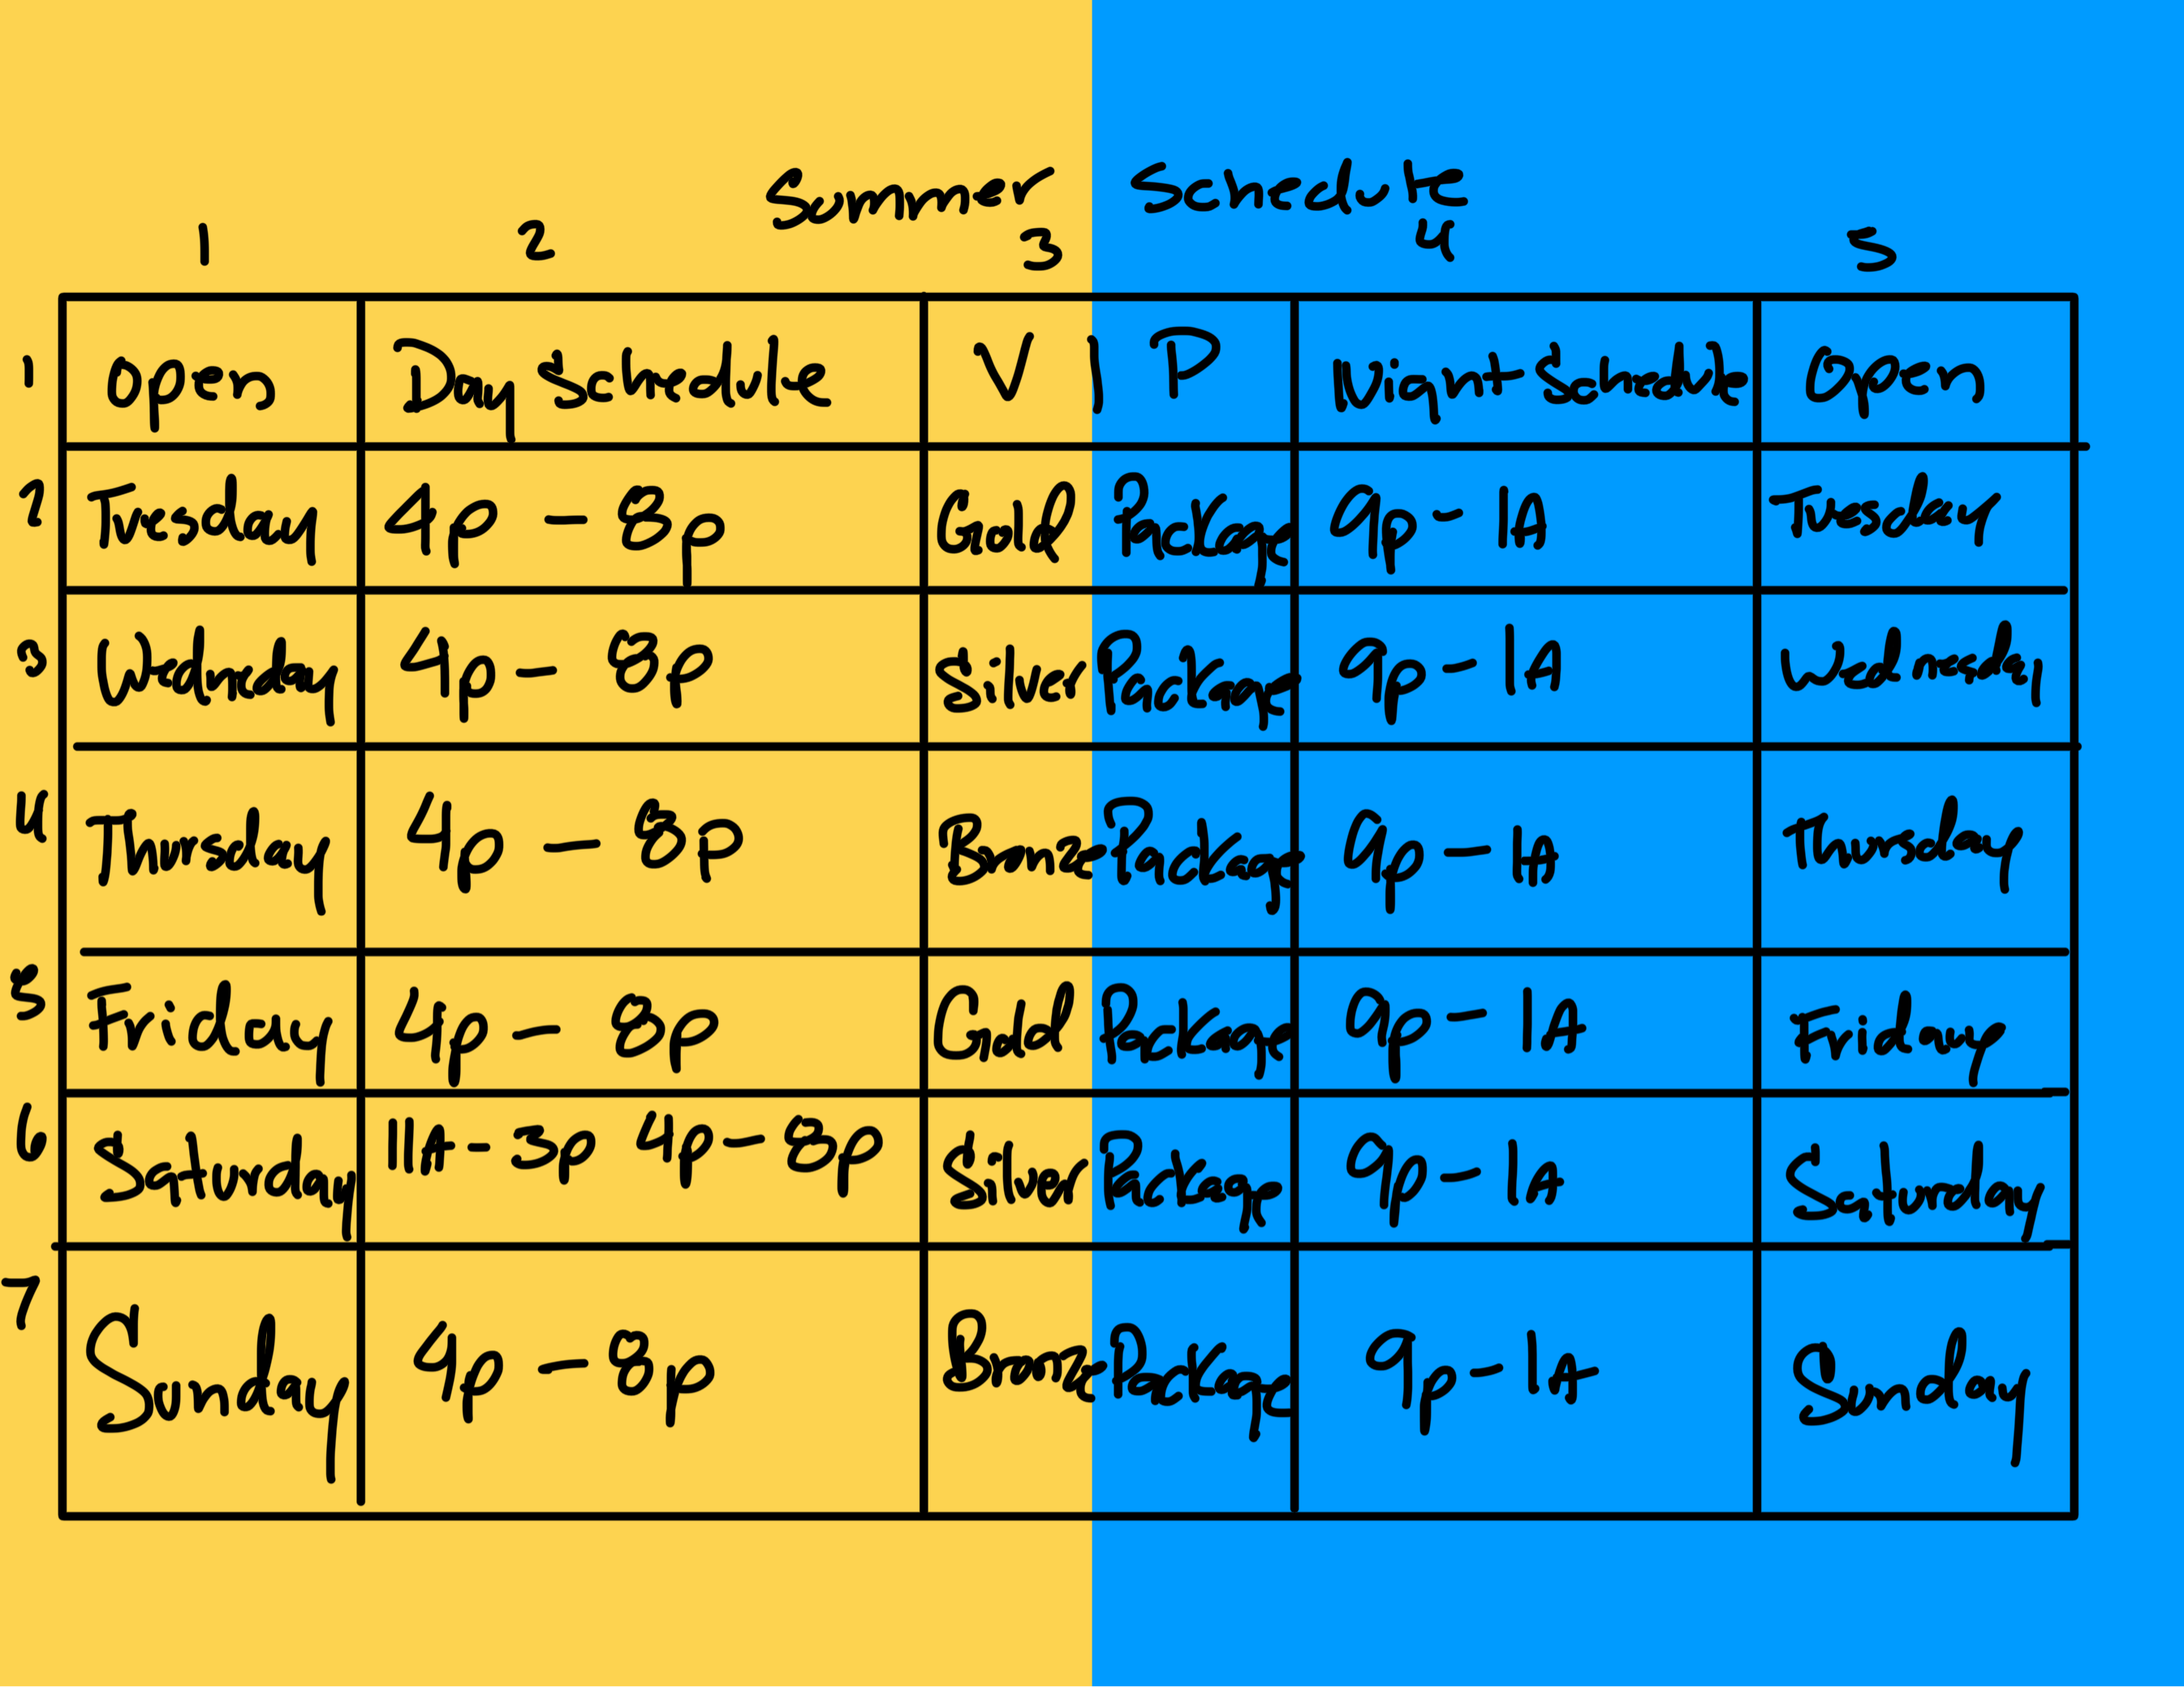 Summer Schedule
1 2 3 4 5
1 Open Day Schedule V I P Night Schedule Open
2 Tuesday 4p - 8p Gold Package 9p - 1A Tuesday
3 Wednesday 4p - 8p Silver Package 9p - 1A Wednesday
4 Thursday 4p - 8p Bronze Package 9p - 1A Thursday
5 Friday 4p - 8p Gold Package 9p - 1A Friday
6 Saturday 11A - 3p 4p - 8p Silver Package 9p - 1A Saturday
7 Sunday 4p - 8p Bronze Package 9p - 1A Sunday